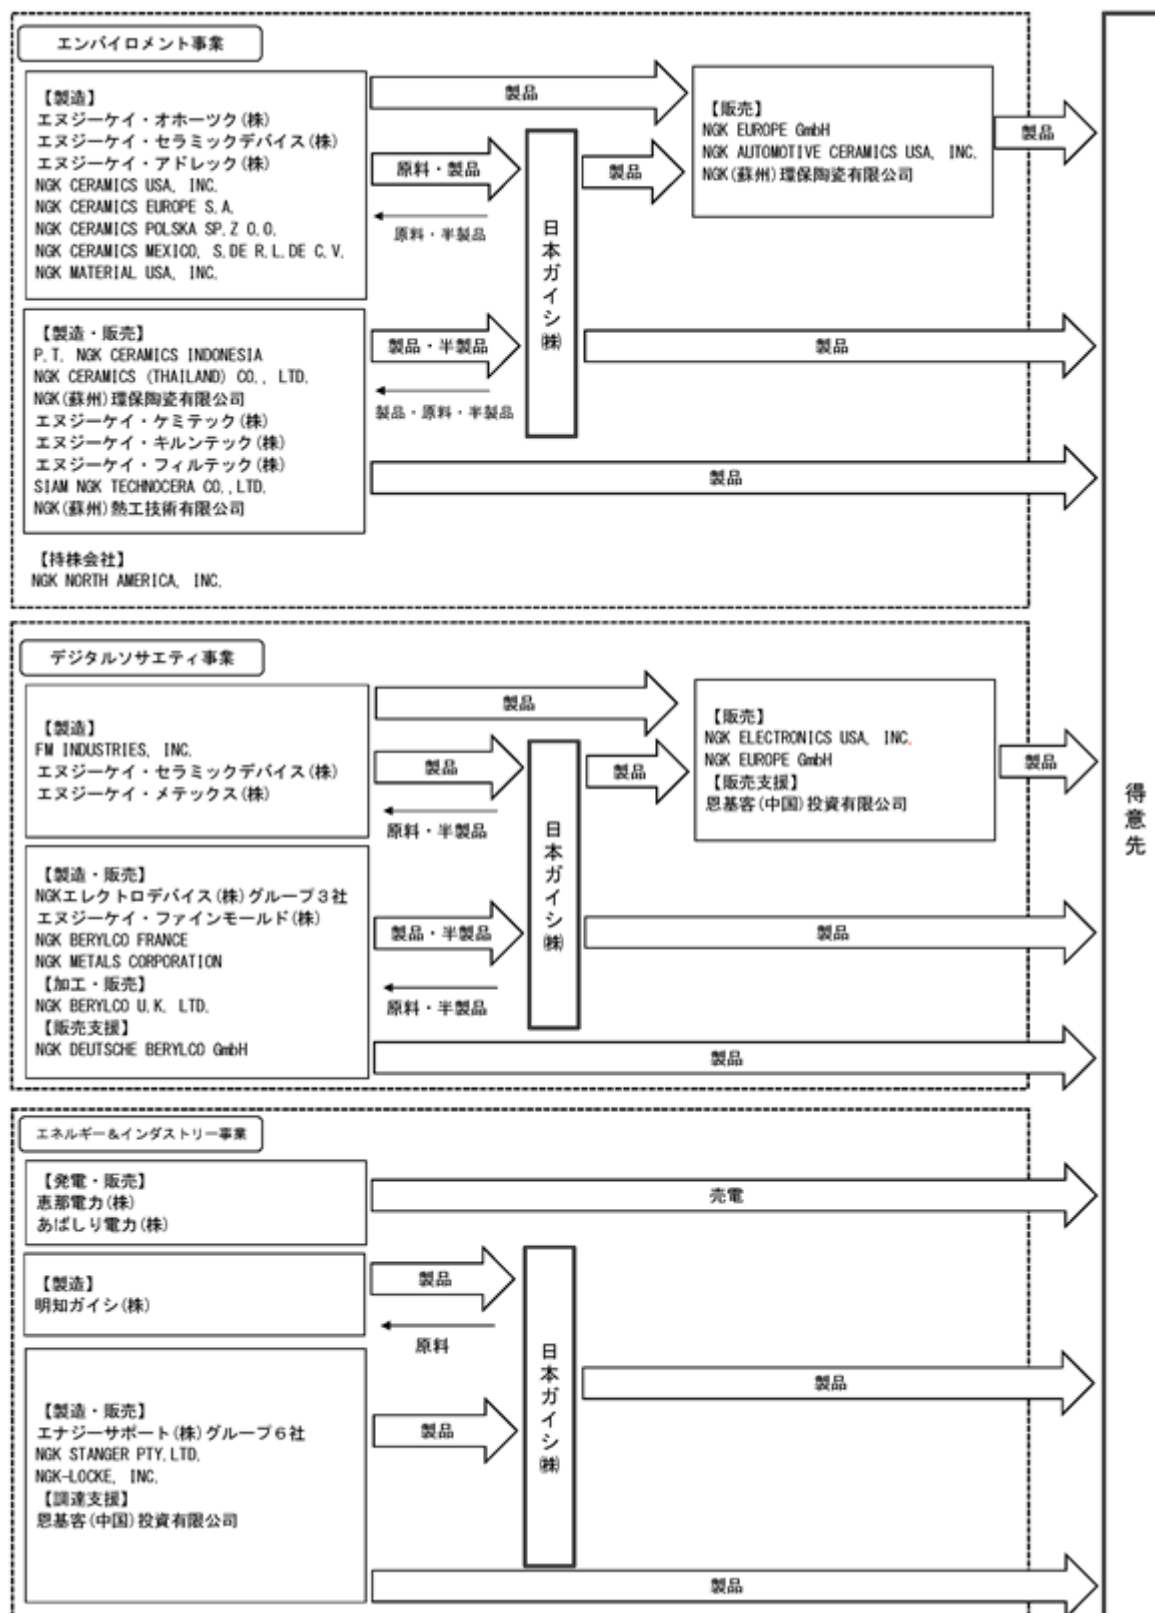 エンバイロメント事業
【製造】
エヌジーケイ・オホーツク(株)
エヌジーケイ・セラミックデバイス(株)
エヌジーケイ・アドレック(株)
NGK CERAMICS USA, INC.
NGK CERAMICS EUROPE S.A.
NGK CERAMICS POLSKA SP.Z O.O.
NGK CERAMICS MEXICO, S.DE R.L.DE C.V.
NGK MATERIAL USA, INC.
製品
原料・製品
原料・半製品
日本ガイシ㈱
製品
【販売】
NGK EUROPE GmbH
NGK AUTOMOTIVE CERAMICS USA, INC.
NGK(蘇州)環保陶瓷有限公司
製品
【製造・販売】
P.T. NGK CERAMICS INDONESIA
NGK CERAMICS (THAILAND) CO., LTD.
NGK(蘇州)環保陶瓷有限公司
エヌジーケイ・ケミテック(株)
エヌジーケイ・キルンテック(株)
エヌジーケイ・フィルテック(株)
SIAM NGK TECHNOCERA CO.,LTD.
NGK(蘇州)熱工技術有限公司
製品・半製品
製品・原料・半製品
製品
製品
【持株会社】
NGK NORTH AMERICA, INC.
デジタルソサエティ事業
【製造】
FM INDUSTRIES, INC.
エヌジーケイ・セラミックデバイス(株)
エヌジーケイ・メテックス(株)
製品
製品
原料・半製品
日本ガイシ㈱
製品
【販売】
NGK ELECTRONICS USA, INC.
NGK EUROPE GmbH
【販売支援】
恩基客(中国)投資有限公司
製品
【製造・販売】
NGKエレクトロデバイス(株)グループ3社
エヌジーケイ・ファインモールド(株)
NGK BERYLCO FRANCE
NGK METALS CORPORATION
【加工・販売】
NGK BERYLCO U.K. LTD.
【販売支援】
NGK DEUTSCHE BERYLCO GmbH
製品・半製品
原料・半製品
製品
製品
得意先
エネルギー＆インダストリー事業
【発電・販売】
恵那電力(株)
あばしり電力(株)
売電
【製造】
明知ガイシ(株)
製品
原料
日本ガイシ㈱
製品
【製造・販売】
エナジーサポート(株)グループ6社
NGK STANGER PTY.LTD.
NGK-LOCKE, INC.
【調達支援】
恩基客(中国)投資有限公司
製品
製品